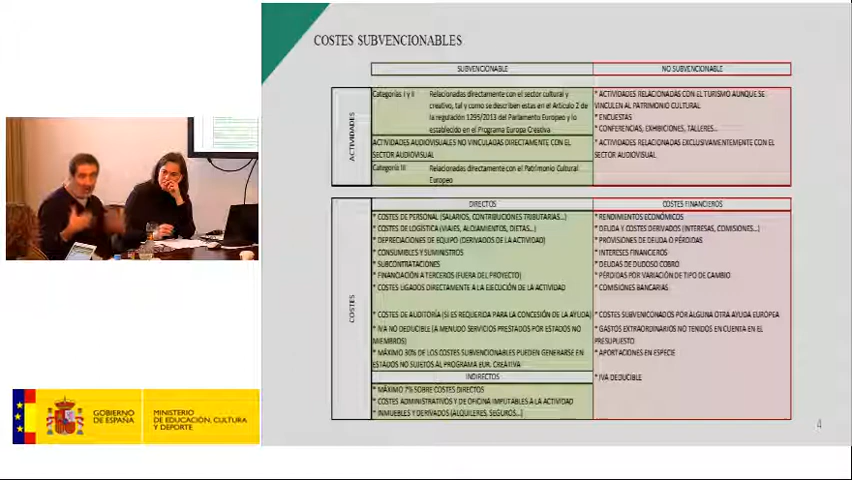 COSTES SUBVENCIONABLES
SUBVENCIONABLE
NO SUBVENCIONABLE
ACTIVIDADES
Categorías I y II
Relacionadas directamente con el sector cultural y
creativo, tal y como se describen estas en el Artículo 2 de
la regulación 1295/2013 del Parlamento Europeo y lo
establecido en el Programa Europa Creativa
ACTIVIDADES AUDIOVISUALES NO VINCULADAS DIRECTAMENTE CON EL
SECTOR AUDIOVISUAL
Categoría III
Relacionadas directamente con el Patrimonio Cultural
Europeo
* ACTIVIDADES RELACIONADAS CON EL TURISMO AUNQUE SE
VINCULEN AL PATRIMONIO CULTURAL
* ENCUESTAS
* CONFERENCIAS, EXHIBICIONES, TALLERES...
* ACTIVIDADES RELACIONADAS EXCLUSIVAMENTEMENTE CON EL
SECTOR AUDIOVISUAL
COSTES
DIRECTOS
* COSTES DE PERSONAL (SALARIOS, CONTRIBUCIONES TRIBUTARIAS...)
* COSTES DE LOGÍSTICA (VIAJES, ALOJAMIENTOS, DIETAS...)
* DEPRECIACIONES DE EQUIPO (DERIVADOS DE LA ACTIVIDAD)
* CONSUMIBLES Y SUMINISTROS
* SUBCONTRATACIONES
* FINANCIACIÓN A TERCEROS (FUERA DEL PROYECTO)
* COSTES LIGADOS DIRECTAMENTE A LA EJECUCIÓN DE LA ACTIVIDAD
* COSTES DE AUDITORÍA (SI ES REQUERIDA PARA LA CONCESIÓN DE LA AYUDA)
* IVA NO DEDUCIBLE (A MENUDO SERVICIOS PRESTADOS POR ESTADOS NO
MIEMBROS)
* MÁXIMO 30% DE LOS COSTES SUBVENCIONABLES PUEDEN GENERARSE EN
ESTADOS NO SUJETOS AL PROGRAMA EUR. CREATIVA
INDIRECTOS
* MÁXIMO 7% SOBRE COSTES DIRECTOS
* COSTES ADMINISTRATIVOS Y DE OFICINA IMPUTABLES A LA ACTIVIDAD
* INMUEBLES Y DERIVADOS (ALQUILERES, SEGUROS...)
COSTES FINANCIEROS
* RENDIMIENTOS ECONÓMICOS
* DEUDA Y COSTES DERIVADOS (INTERESES, COMISIONES...)
* PROVISIONES DE DEUDA O PÉRDIDAS
* INTERESES FINANCIEROS
* DEUDAS DE DUDOSO COBRO
* PÉRDIDAS POR VARIACIÓN DE TIPO DE CAMBIO
* COMISIONES BANCARIAS
* COSTES SUBVENICONADOS POR ALGUNA OTRA AYUDA EUROPEA
* GASTOS EXTRAORDINARIOS NO TENIDOS EN CUENTA EN EL
PRESUPUESTO
* APORTACIONES EN ESPECIE
* IVA DEDUCIBLE
4
GOBIERNO
DE ESPAÑA
MINISTERIO
DE EDUCACIÓN, CULTURA
Y DEPORTE